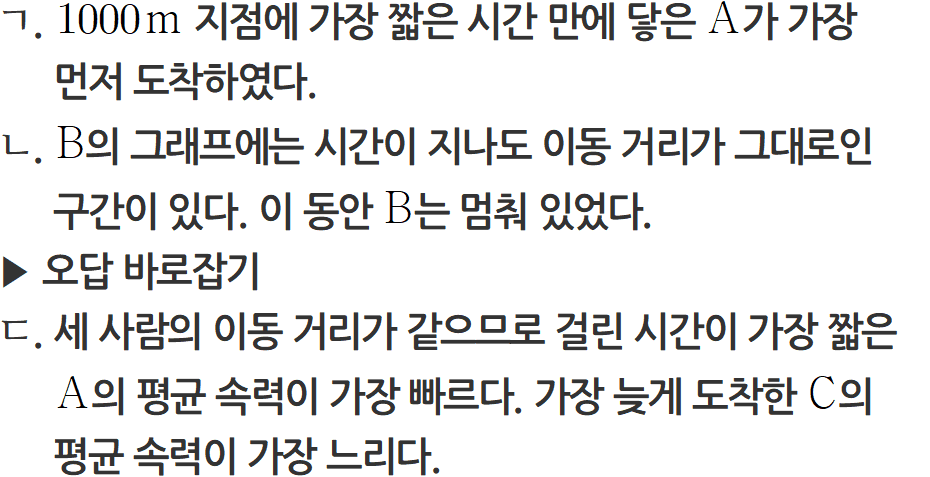 ㄱ. 1000m 지점에 가장 짧은 시간 만에 닿은 A가 가장
먼저 도착하였다.
ㄴ. B의 그래프에는 시간이 지나도 이동 거리가 그대로인
구간이 있다. 이 동안 B는 멈춰 있었다.
▶ 오답 바로잡기
ㄷ. 세 사람의 이동 거리가 같으므로 걸린 시간이 가장 짧은
A의 평균 속력이 가장 빠르다. 가장 늦게 도착한 C의
평균 속력이 가장 느리다.